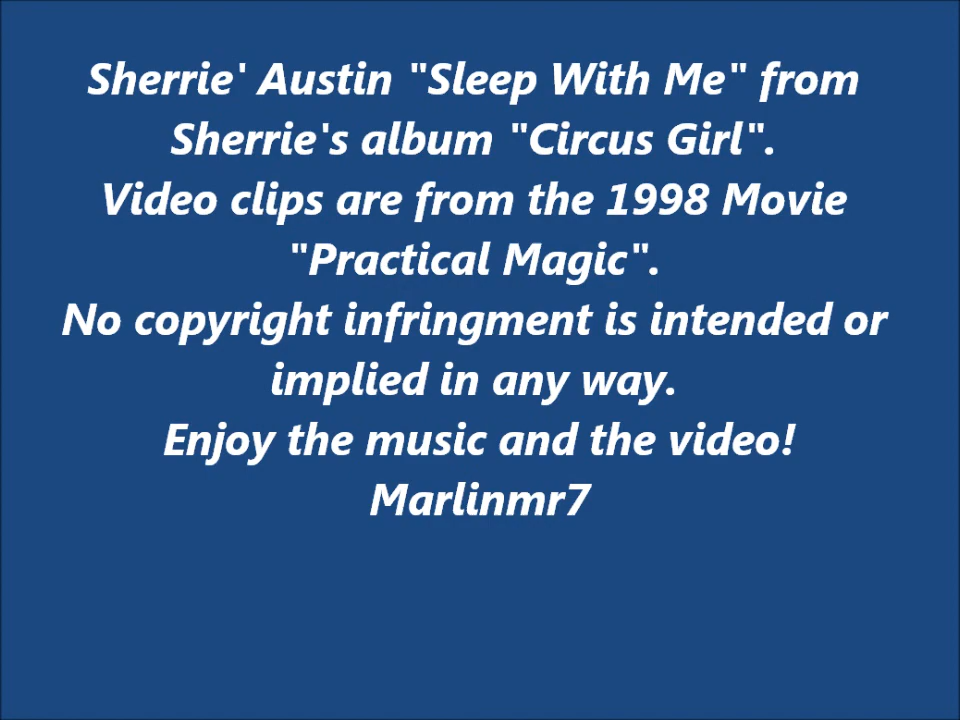 Sherrie' Austin "Sleep With Me" from
Sherrie's album "Circus Girl".
Video clips are from the 1998 Movie
"Practical Magic".
No copyright infringment is intended or
implied in any way.
Enjoy the music and the video!
Marlinmr7